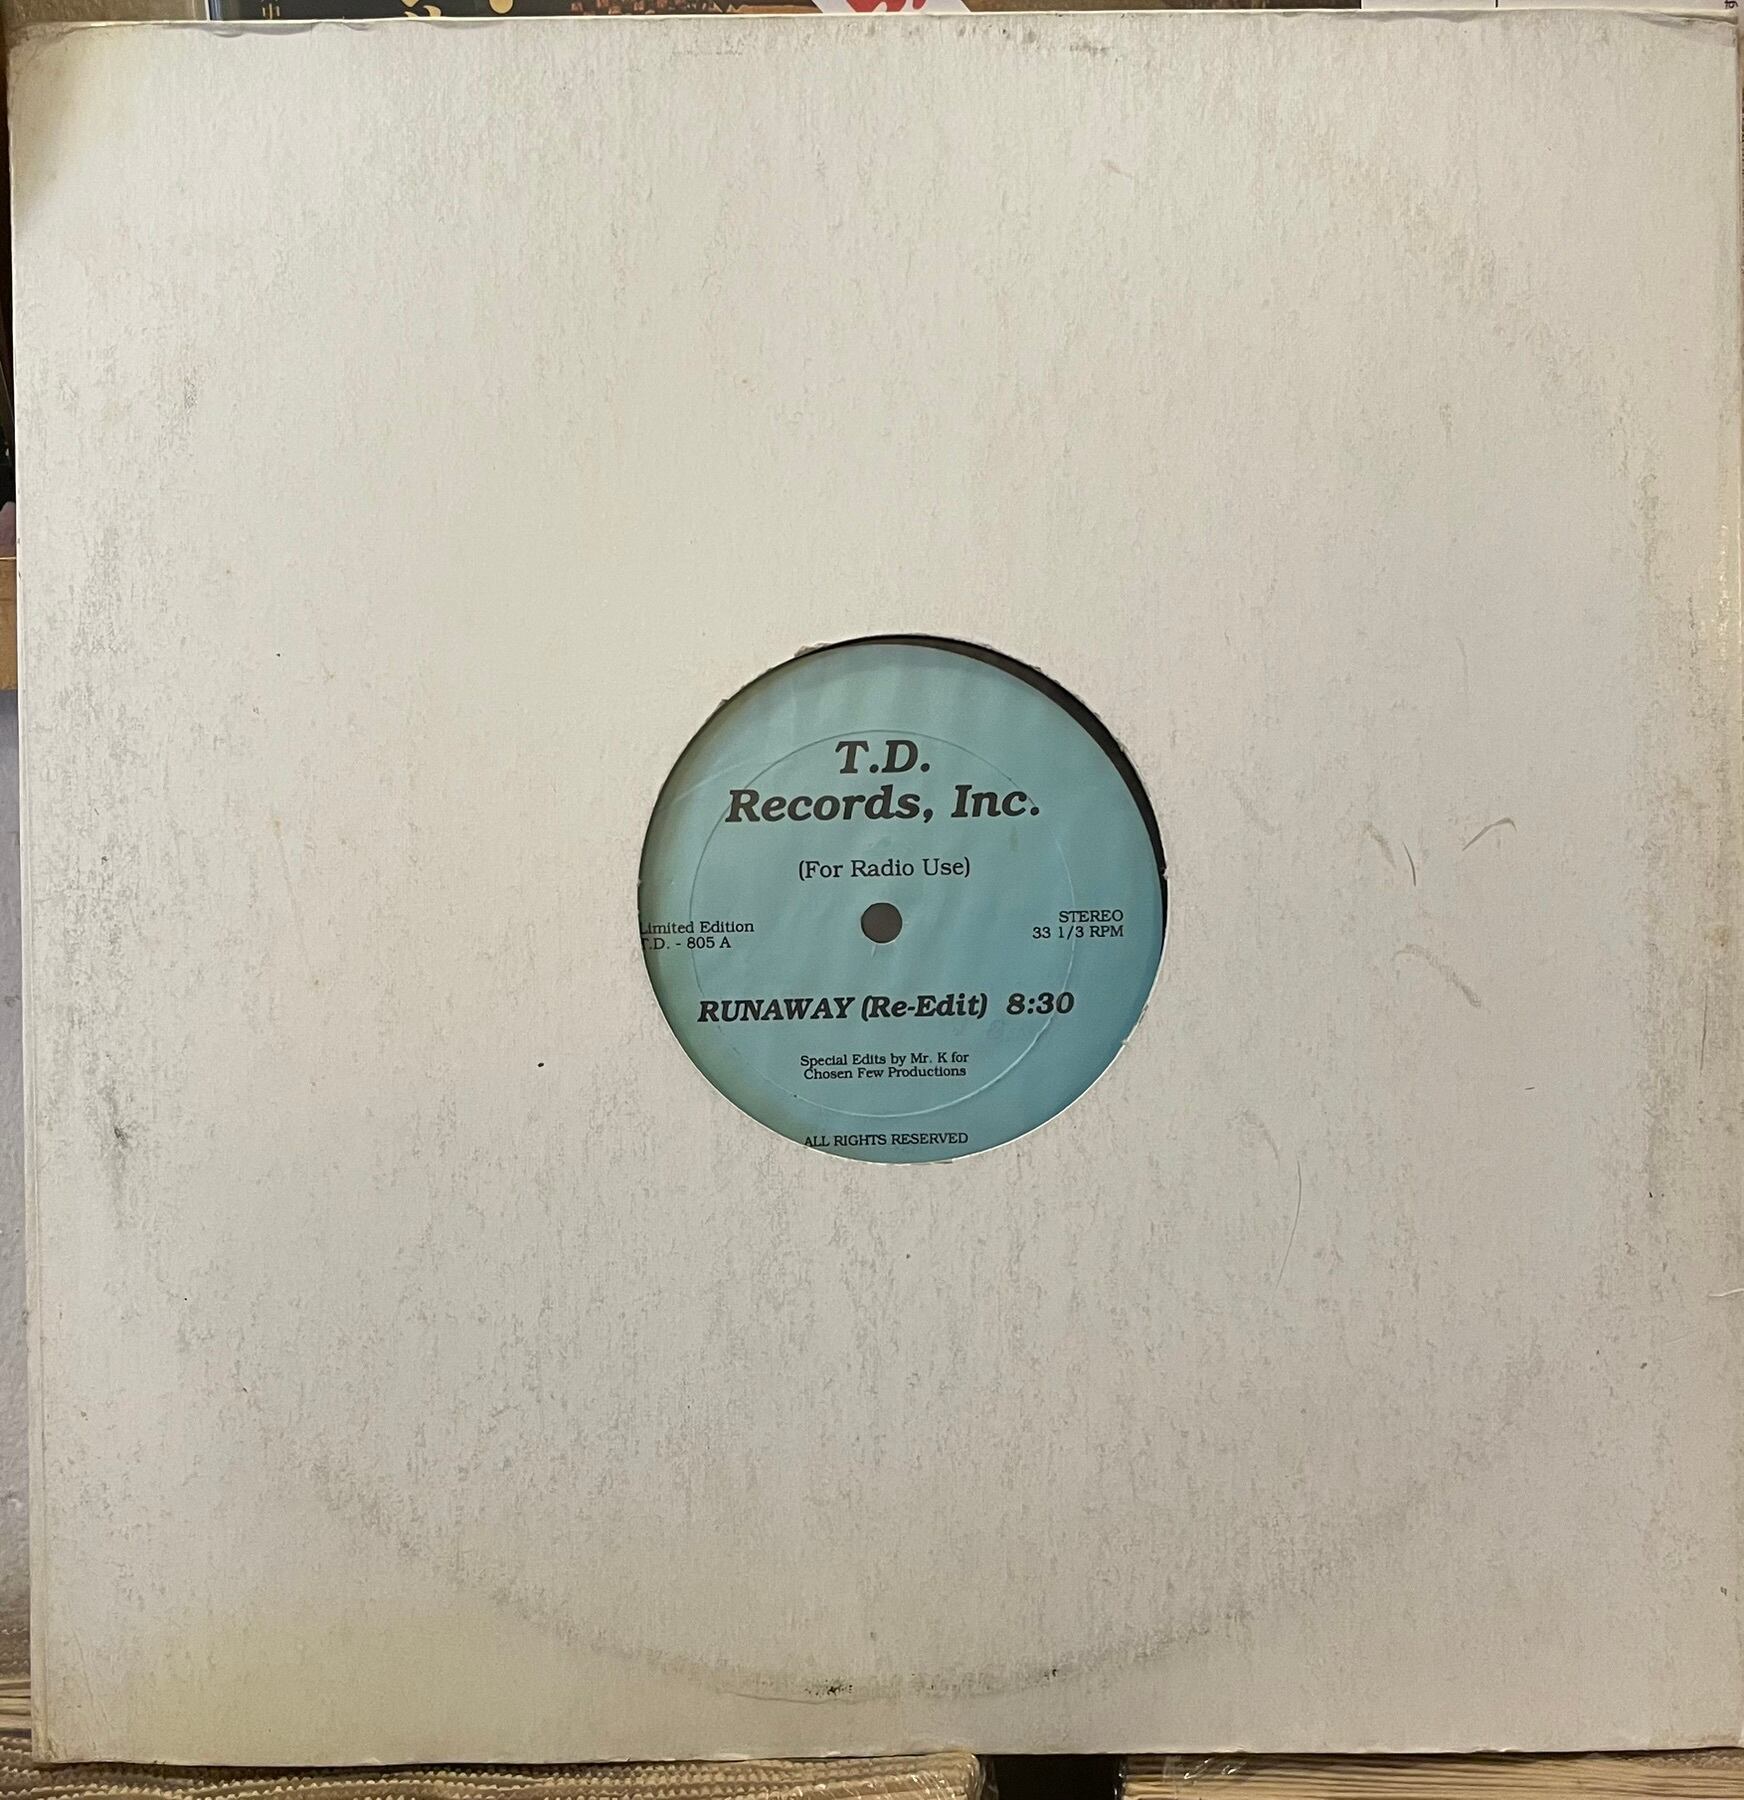 T.D.
Records, Inc.
(For Radio Use)
Limited Edition
T.D. - 805 A
STEREO
33 1/3 RPM
RUNAWAY (Re-Edit) 8:30
Special Edits by Mr. K for
Chosen Few Productions
ALL RIGHTS RESERVED